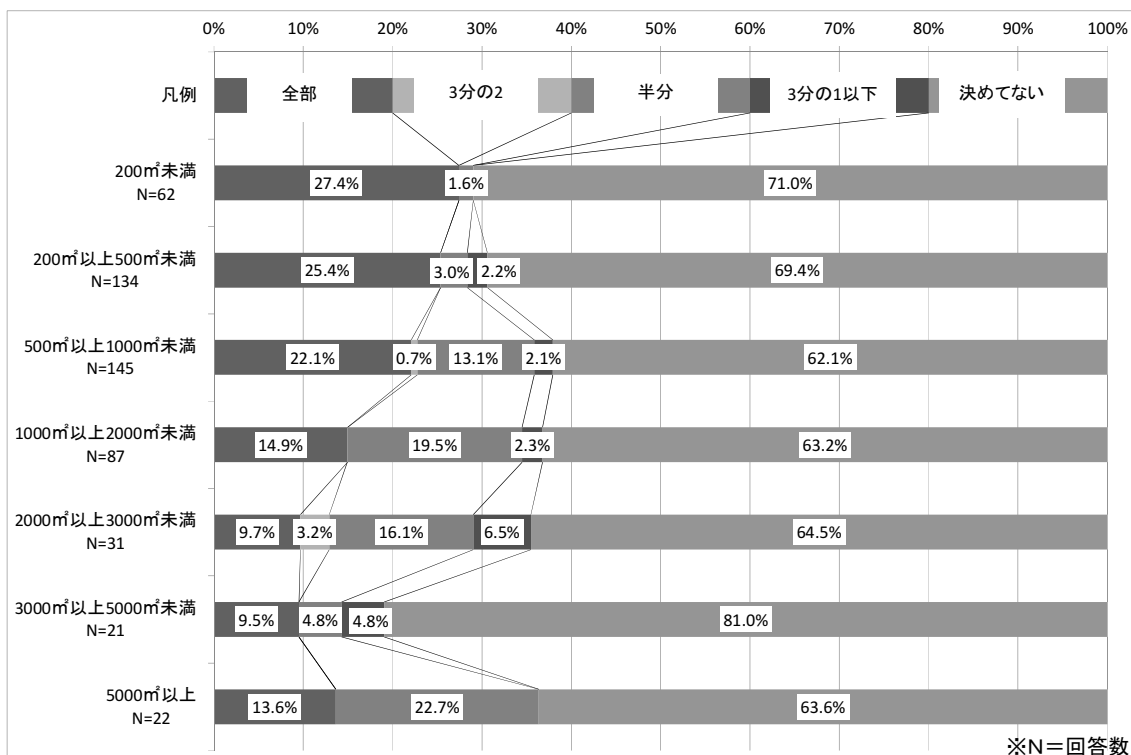 0% 10% 20% 30% 40% 50% 60% 70% 80% 90% 100%
凡例 全部 3分の2 半分 3分の1以下 決めてない
200㎡未満
N=62
27.4% 1.6% 71.0%
200㎡以上500㎡未満
N=134
25.4% 3.0% 2.2% 69.4%
500㎡以上1000㎡未満
N=145
22.1% 0.7% 13.1% 2.1% 62.1%
1000㎡以上2000㎡未満
N=87
14.9% 19.5% 2.3% 63.2%
2000㎡以上3000㎡未満
N=31
9.7% 3.2% 16.1% 6.5% 64.5%
3000㎡以上5000㎡未満
N=21
9.5% 4.8% 4.8% 81.0%
5000㎡以上
N=22
13.6% 22.7% 63.6%
※N=回答数